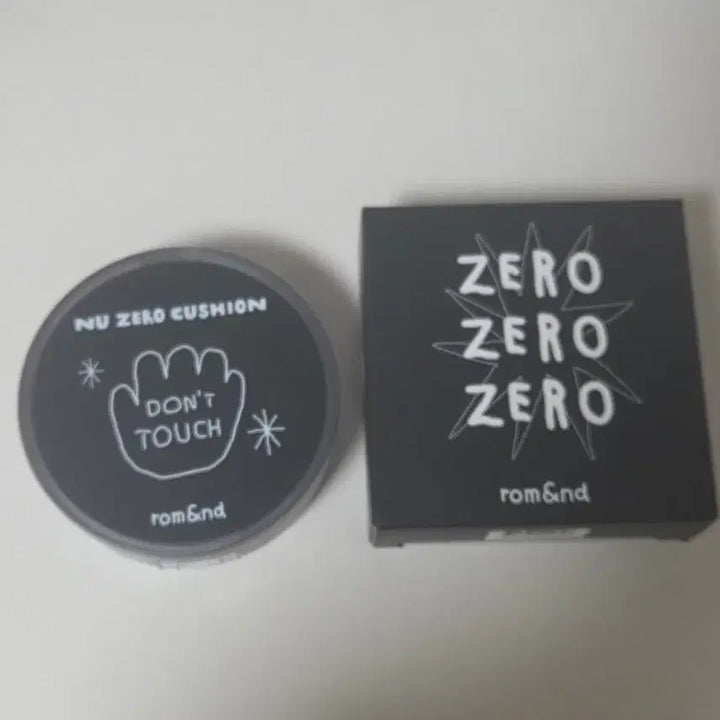 NU ZERO CUSHION
DON'T
TOUCH
rom&nd
ZERO
ZERO
ZERO
rom&nd